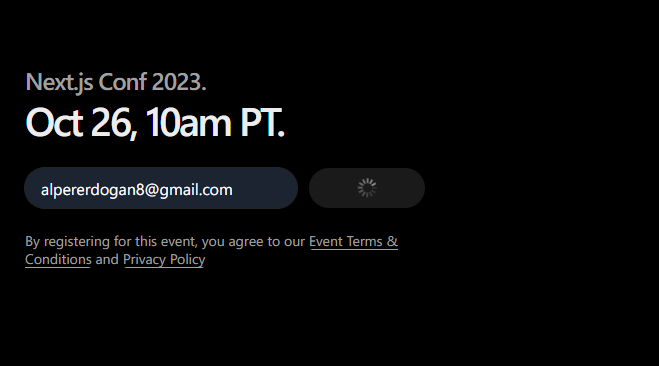 Next.js Conf 2023.
Oct 26, 10am PT.
alpererdogan8@gmail.com
By registering for this event, you agree to our Event Terms &
Conditions and Privacy Policy